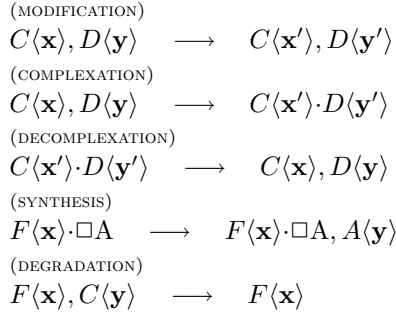 (MODIFICATION)
C⟨x⟩, D⟨y⟩ ⟶ C⟨x′⟩, D⟨y′⟩
(COMPLEXATION)
C⟨x⟩, D⟨y⟩ ⟶ C⟨x′⟩·D⟨y′⟩
(DECOMPLEXATION)
C⟨x′⟩·D⟨y′⟩ ⟶ C⟨x⟩, D⟨y⟩
(SYNTHESIS)
F⟨x⟩·□A ⟶ F⟨x⟩·□A, A⟨y⟩
(DEGRADATION)
F⟨x⟩, C⟨y⟩ ⟶ F⟨x⟩